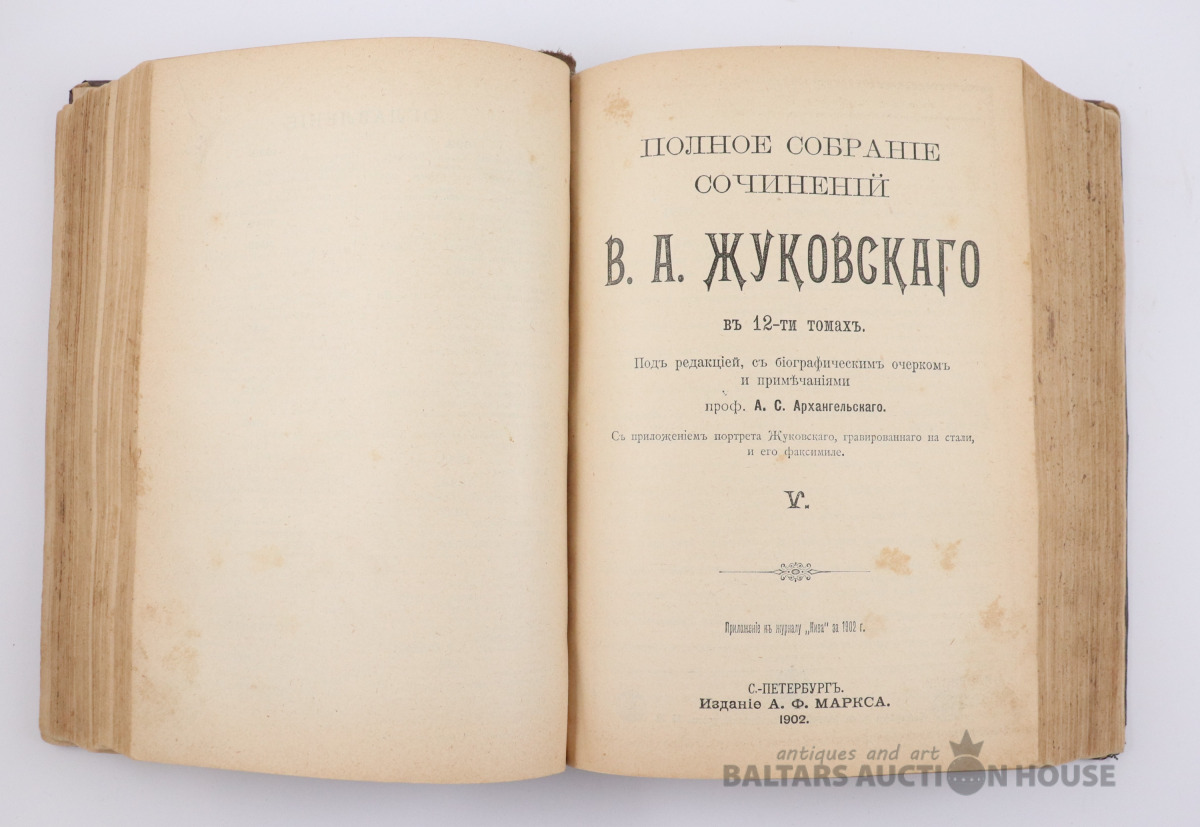 ПОЛНОЕ СОБРАНІЕ
СОЧИНЕНІЙ
В. А. ЖУКОВСКАГО
въ 12-ти томахъ.
Подъ редакціей, съ біографическимъ очеркомъ
и примѣчаніями
проф. А. С. Архангельскаго.
Съ приложеніемъ портрета Жуковскаго, гравированнаго на стали,
и его факсимиле.
V.
Приложеніе къ журналу „Нива“ за 1902 г.
С.-ПЕТЕРБУРГЪ.
Изданіе А. Ф. МАРКСА.
1902.
antiques and art
BALTARS AUCTION HOUSE